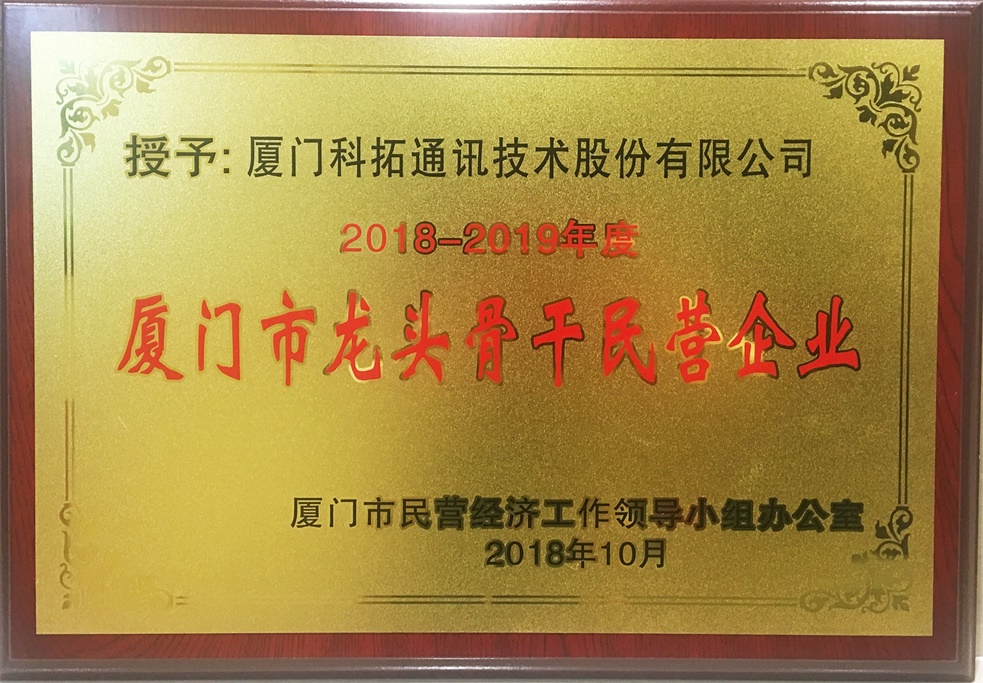 授予: 厦门科拓通讯技术股份有限公司
2018-2019年度
厦门市龙头骨干民营企业
厦门市民营经济工作领导小组办公室
2018年10月